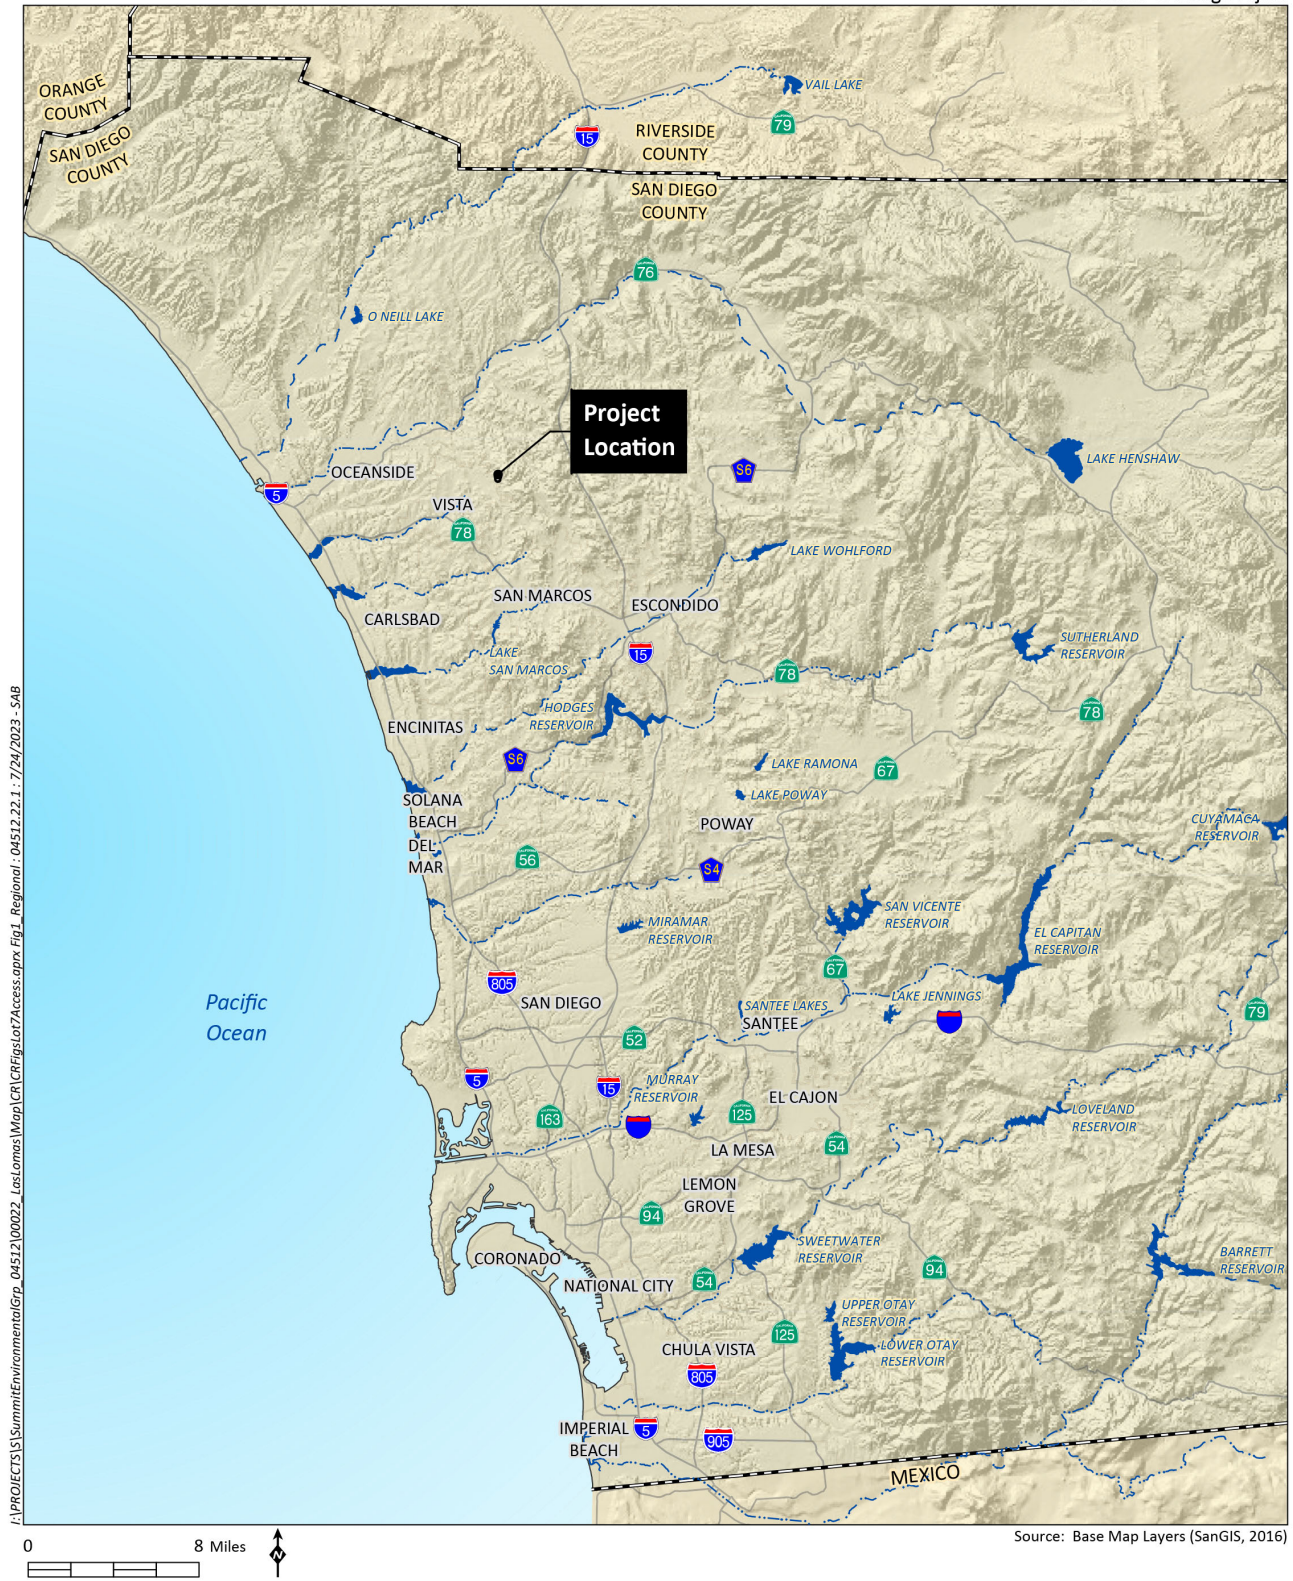 ORANGE
COUNTY
SAN DIEGO
COUNTY
VAIL LAKE
79
15
RIVERSIDE
COUNTY
SAN DIEGO
COUNTY
76
O NEILL LAKE
Project
Location
OCEANSIDE
5
S6
LAKE HENSHAW
VISTA
78
LAKE WOHLFORD
SAN MARCOS
ESCONDIDO
CARLSBAD
LAKE
SAN MARCOS
15
SUTHERLAND
RESERVOIR
78
78
HODGES
RESERVOIR
ENCINITAS
S6
LAKE RAMONA
67
LAKE POWAY
SOLANA
BEACH
POWAY
CUYAMACA
RESERVOIR
DEL
MAR
56
S4
SAN VICENTE
RESERVOIR
MIRAMAR
RESERVOIR
EL CAPITAN
RESERVOIR
67
805
SAN DIEGO
LAKE JENNINGS
SANTEE LAKES
SANTEE
79
Pacific
Ocean
52
5
15
MURRAY
RESERVOIR
EL CAJON
163
125
LOVELAND
RESERVOIR
LA MESA
54
LEMON
GROVE
94
SWEETWATER
RESERVOIR
CORONADO
NATIONAL CITY
54
94
BARRETT
RESERVOIR
UPPER OTAY
RESERVOIR
125
LOWER OTAY
RESERVOIR
CHULA VISTA
805
IMPERIAL
BEACH
5
905
MEXICO
I:\PROJECTS\S\SummitEnvironmentalGrp_04512\00022_LasLomas\Map\CR\CRFigsLot7Access.aprx Fig1_Regional : 04512.22.1 : 7/24/2023 - SAB
0 8 Miles
N
Source: Base Map Layers (SanGIS, 2016)